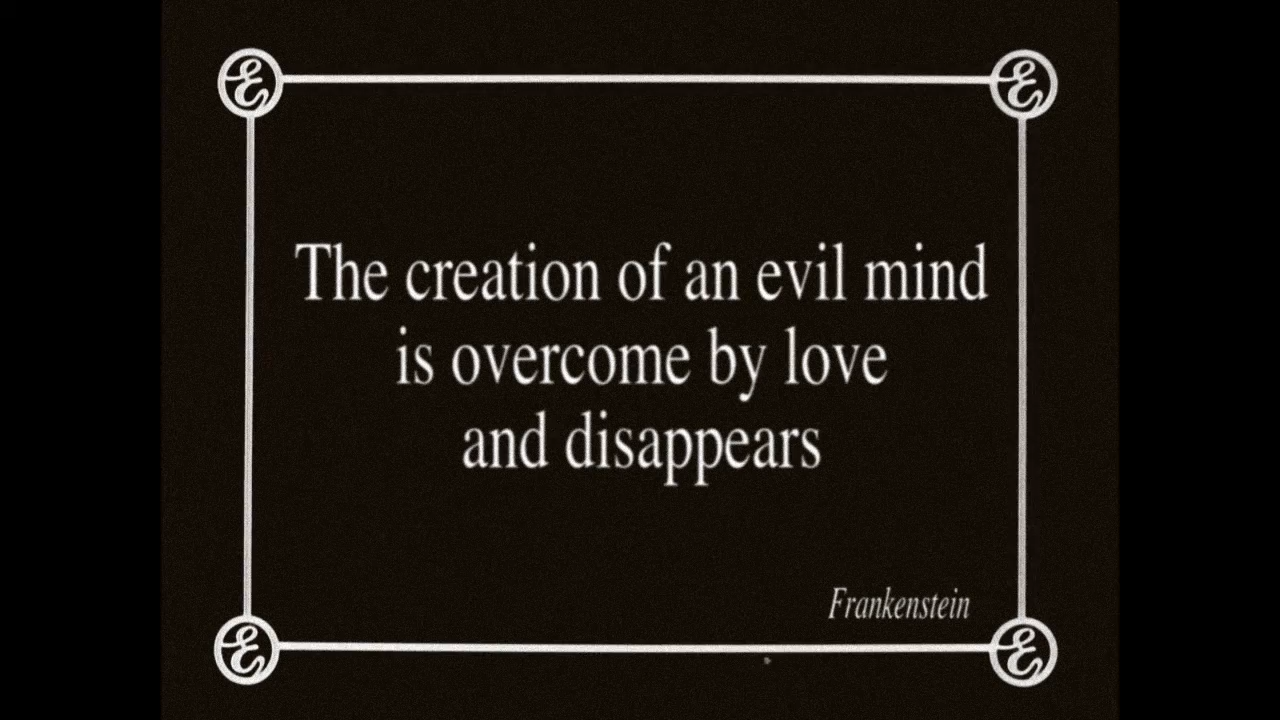 E E
The creation of an evil mind
is overcome by love
and disappears
Frankenstein
E E